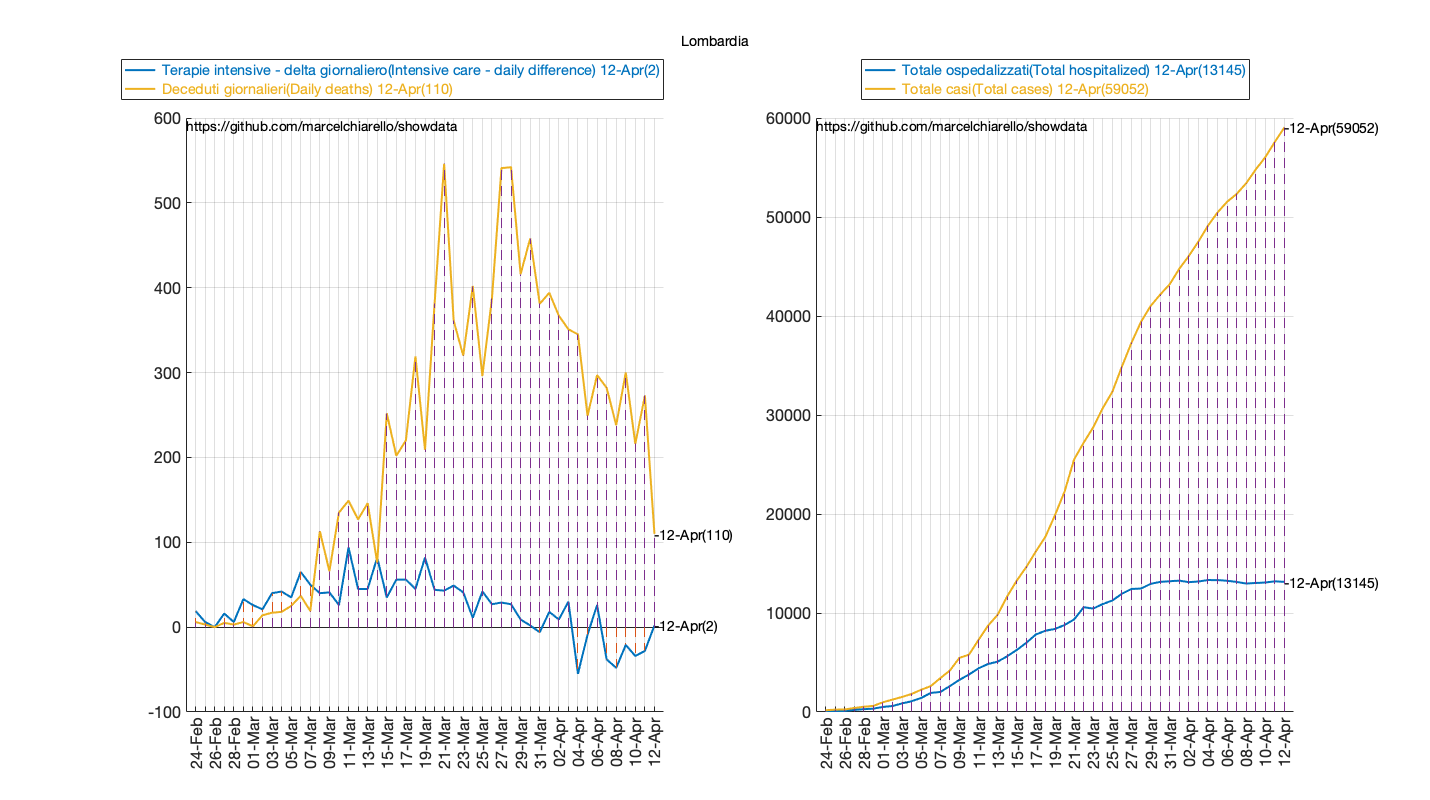 Lombardia
Terapie intensive - delta giornaliero(Intensive care - daily difference) 12-Apr(2)
Deceduti giornalieri(Daily deaths) 12-Apr(110)
600
https://github.com/marcelchiarello/showdata
500
400
300
200
100
0
-100
-12-Apr(110)
-12-Apr(2)
24-Feb
26-Feb
28-Feb
01-Mar
03-Mar
05-Mar
07-Mar
09-Mar
11-Mar
13-Mar
15-Mar
17-Mar
19-Mar
21-Mar
23-Mar
25-Mar
27-Mar
29-Mar
31-Mar
02-Apr
04-Apr
06-Apr
08-Apr
10-Apr
12-Apr
Totale ospedalizzati(Total hospitalized) 12-Apr(13145)
Totale casi(Total cases) 12-Apr(59052)
60000
https://github.com/marcelchiarello/showdata
50000
40000
30000
20000
10000
0
-12-Apr(59052)
-12-Apr(13145)
24-Feb
26-Feb
28-Feb
01-Mar
03-Mar
05-Mar
07-Mar
09-Mar
11-Mar
13-Mar
15-Mar
17-Mar
19-Mar
21-Mar
23-Mar
25-Mar
27-Mar
29-Mar
31-Mar
02-Apr
04-Apr
06-Apr
08-Apr
10-Apr
12-Apr